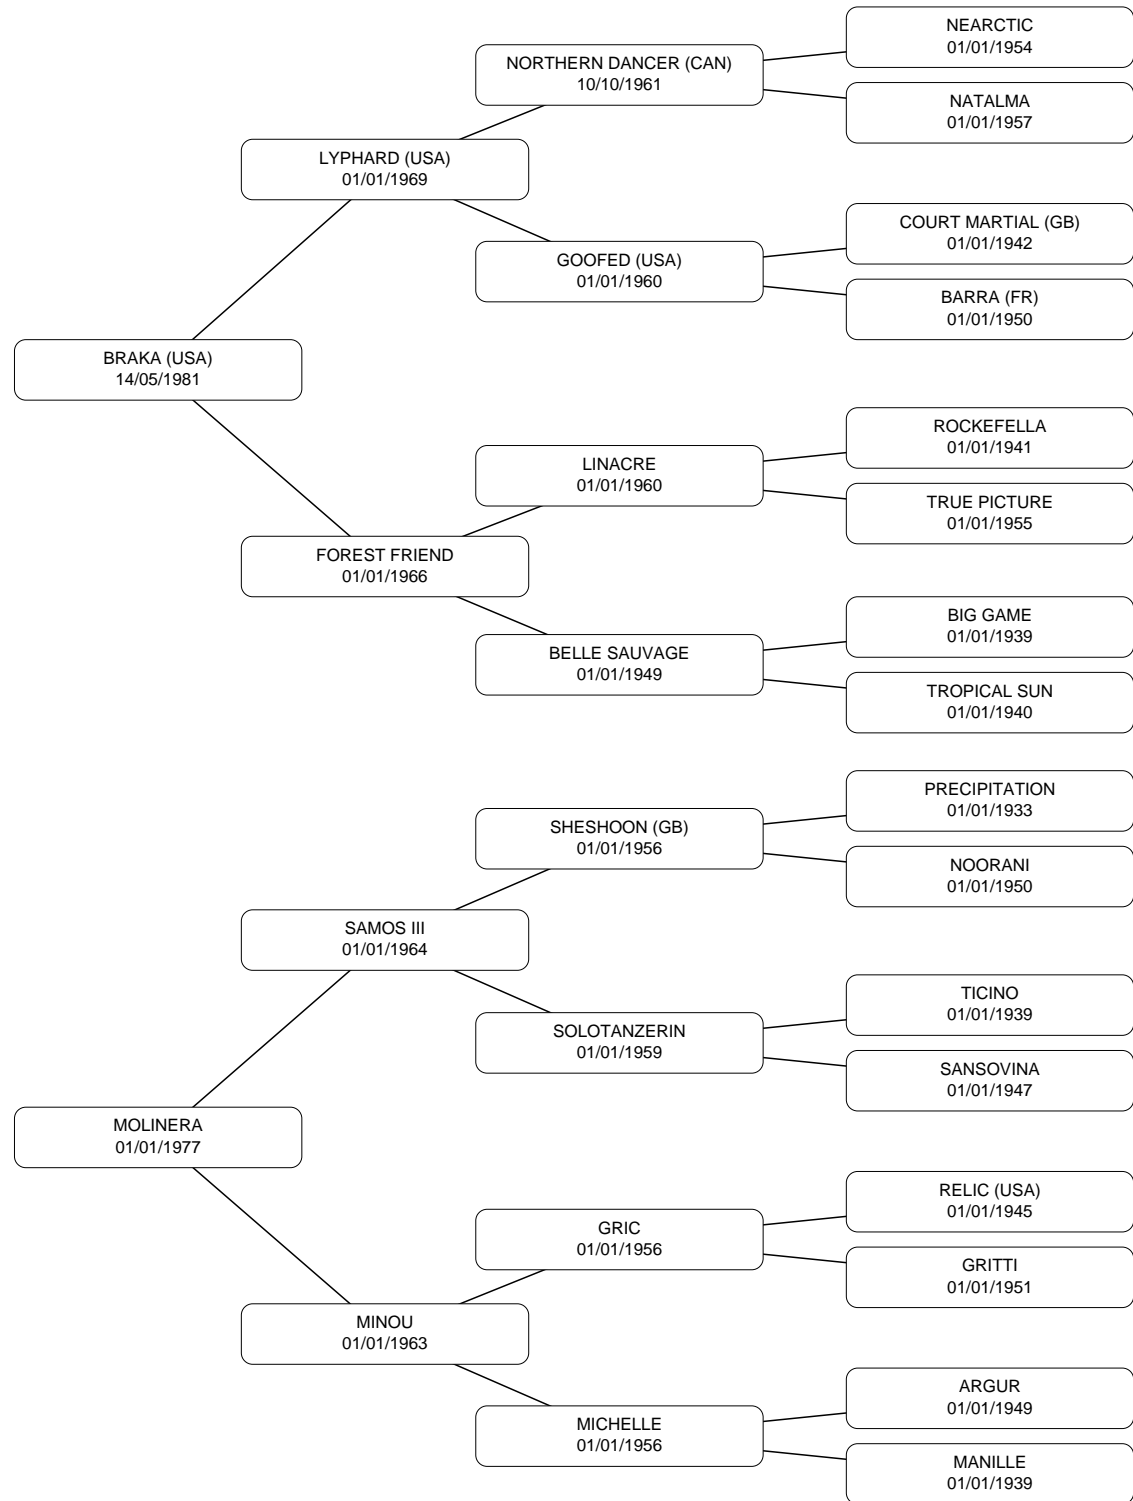 NEARCTIC
01/01/1954
NORTHERN DANCER (CAN)
10/10/1961
NATALMA
01/01/1957
LYPHARD (USA)
01/01/1969
COURT MARTIAL (GB)
01/01/1942
GOOFED (USA)
01/01/1960
BARRA (FR)
01/01/1950
BRAKA (USA)
14/05/1981
ROCKEFELLA
01/01/1941
LINACRE
01/01/1960
TRUE PICTURE
01/01/1955
FOREST FRIEND
01/01/1966
BIG GAME
01/01/1939
BELLE SAUVAGE
01/01/1949
TROPICAL SUN
01/01/1940
PRECIPITATION
01/01/1933
SHESHOON (GB)
01/01/1956
NOORANI
01/01/1950
SAMOS III
01/01/1964
TICINO
01/01/1939
SOLOTANZERIN
01/01/1959
SANSOVINA
01/01/1947
MOLINERA
01/01/1977
RELIC (USA)
01/01/1945
GRIC
01/01/1956
GRITTI
01/01/1951
MINOU
01/01/1963
ARGUR
01/01/1949
MICHELLE
01/01/1956
MANILLE
01/01/1939